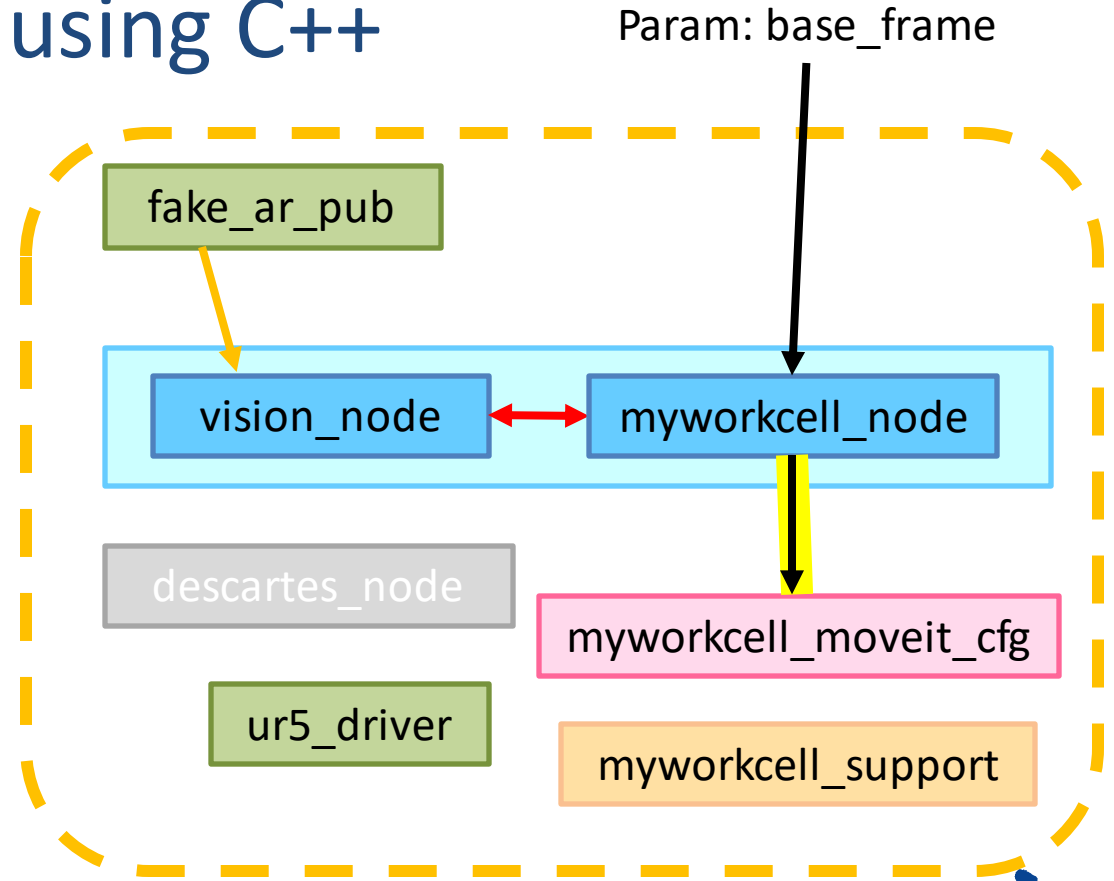 using C++
Param: base_frame
fake_ar_pub
vision_node
myworkcell_node
descartes_node
myworkcell_moveit_cfg
ur5_driver
myworkcell_support